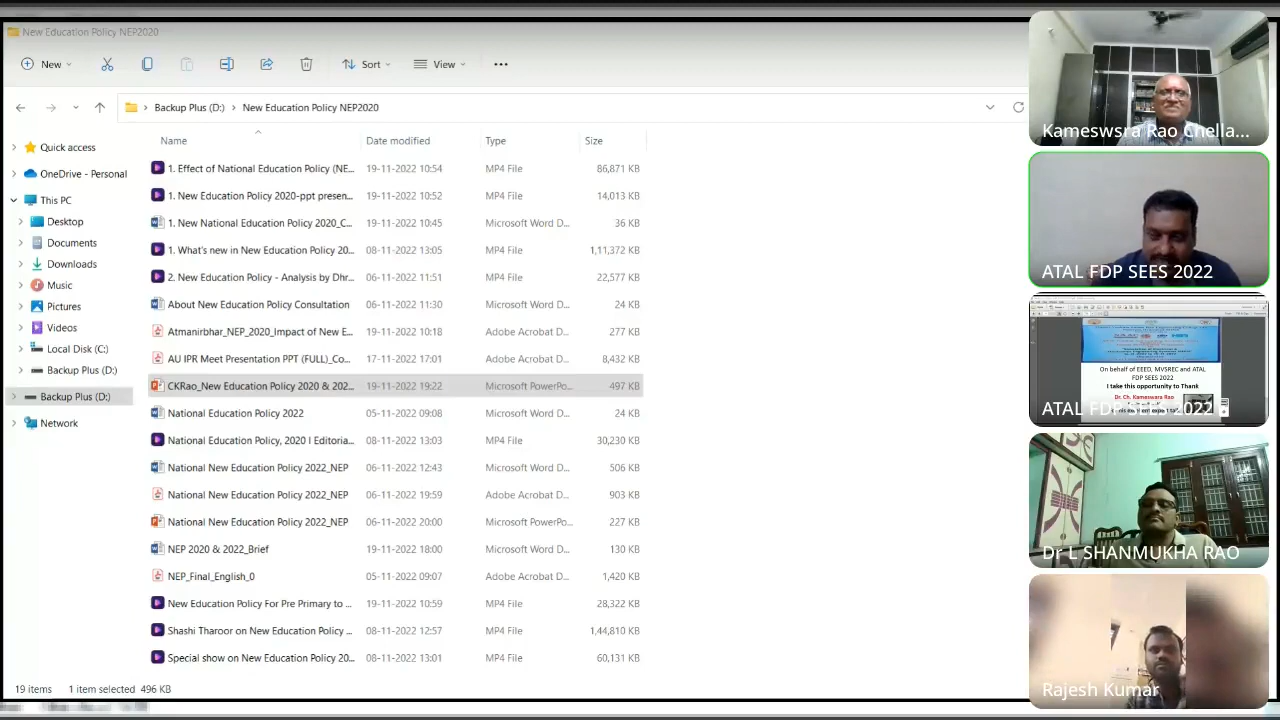 New Education Policy NEP2020
New
Sort
View
Backup Plus (D:) > New Education Policy NEP2020
Name Date modified Type Size
Quick access
OneDrive - Personal
This PC
Desktop
Documents
Downloads
Music
Pictures
Videos
Local Disk (C:)
Backup Plus (D:)
Backup Plus (D:)
Network
1. Effect of National Education Policy (NE... 19-11-2022 10:54 MP4 File 86,871 KB
1. New Education Policy 2020-ppt presen... 19-11-2022 10:52 MP4 File 14,013 KB
1. New National Education Policy 2020_C... 19-11-2022 10:45 Microsoft Word D... 36 KB
1. What's new in New Education Policy 20... 08-11-2022 13:05 MP4 File 1,11,372 KB
2. New Education Policy - Analysis by Dhr... 06-11-2022 11:51 MP4 File 22,577 KB
About New Education Policy Consultation... 06-11-2022 11:30 Microsoft Word D... 24 KB
Atmanirbhar_NEP_2020_Impact of New E... Adobe Acrobat D... 727 KB
AU IPR Meet Presentation PPT(FULL)_Co... 17-11-2022 Adobe Acrobat D... 8,432 KB
CKRao_New Education Policy 2020 & 202... 19-11-2022 19:22 Microsoft PowerPo... 497 KB
National Education Policy 2022 05-11-2022 Microsoft Word D... 24 KB
National Education Policy, 2020 I Editoria... 08-11-2022 13:03 MP4 File 30,230 KB
National New Education Policy 2022_NEP 06-11-2022 12:43 Microsoft Word D... 506 KB
National New Education Policy 2022_NEP 06-11-2022 19:59 Adobe Acrobat D... 903 KB
National New Education Policy 2022_NEP 06-11-2022 20:00 Microsoft PowerPo... 227 KB
NEP 2020 & 2022_Brief 19-11-2022 18:00 Microsoft Word D... 130 KB
NEP_Final_English_0 05-11-2022 09:07 Adobe Acrobat D... 1,420 KB
New Education Policy For Pre Primary to ... 19-11-2022 10:59 MP4 File 28,322 KB
Shashi Tharoor on New Education Policy ... 08-11-2022 12:57 MP4 File 1,44,810 KB
Special show on New Education Policy 20... 08-11-2022 13:01 MP4 File 60,131 KB
19 items 1 item selected 496 KB
Kameswsra Rao Chella...
ATAL FDP SEES 2022
On behalf of EEED, MVSREC and ATAL
FDP SEES 2022
I take this opportunity to Thank
Dr. Ch. Kameswara Rao
ATAL FDP SEES 2022
Dr L SHANMUKHA RAO
Rajesh Kumar